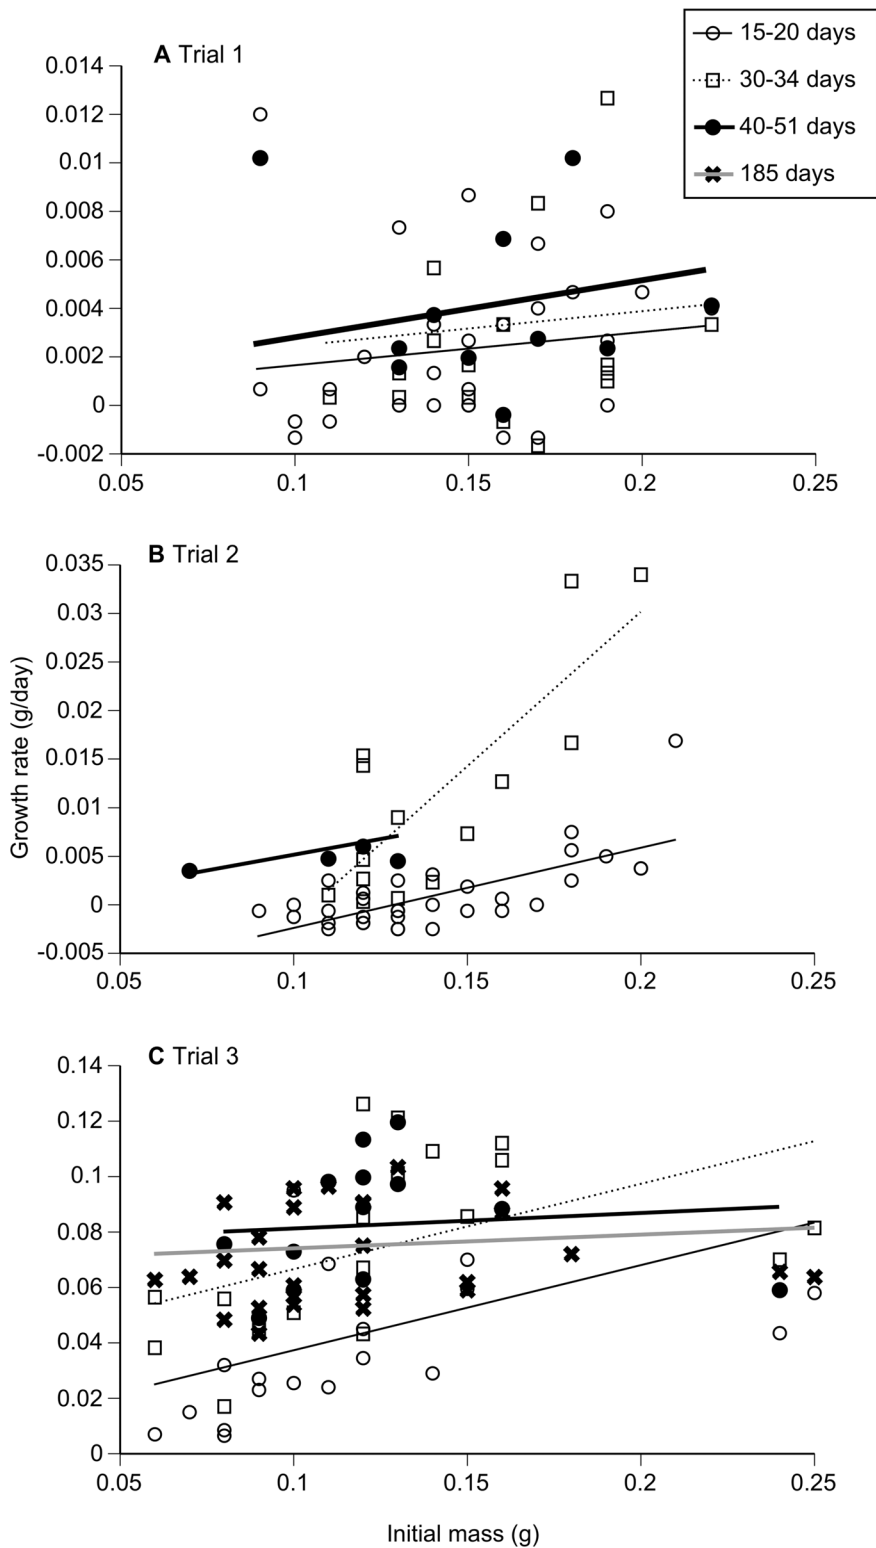 A Trial 1
15-20 days
30-34 days
40-51 days
185 days
0.014
0.012
0.01
0.008
0.006
0.004
0.002
0
-0.002
0.05 0.1 0.15 0.2 0.25
B Trial 2
0.035
0.03
0.025
0.02
0.015
0.01
0.005
0
-0.005
0.05 0.1 0.15 0.2 0.25
Growth rate (g/day)
C Trial 3
0.14
0.12
0.1
0.08
0.06
0.04
0.02
0
0.05 0.1 0.15 0.2 0.25
Initial mass (g)